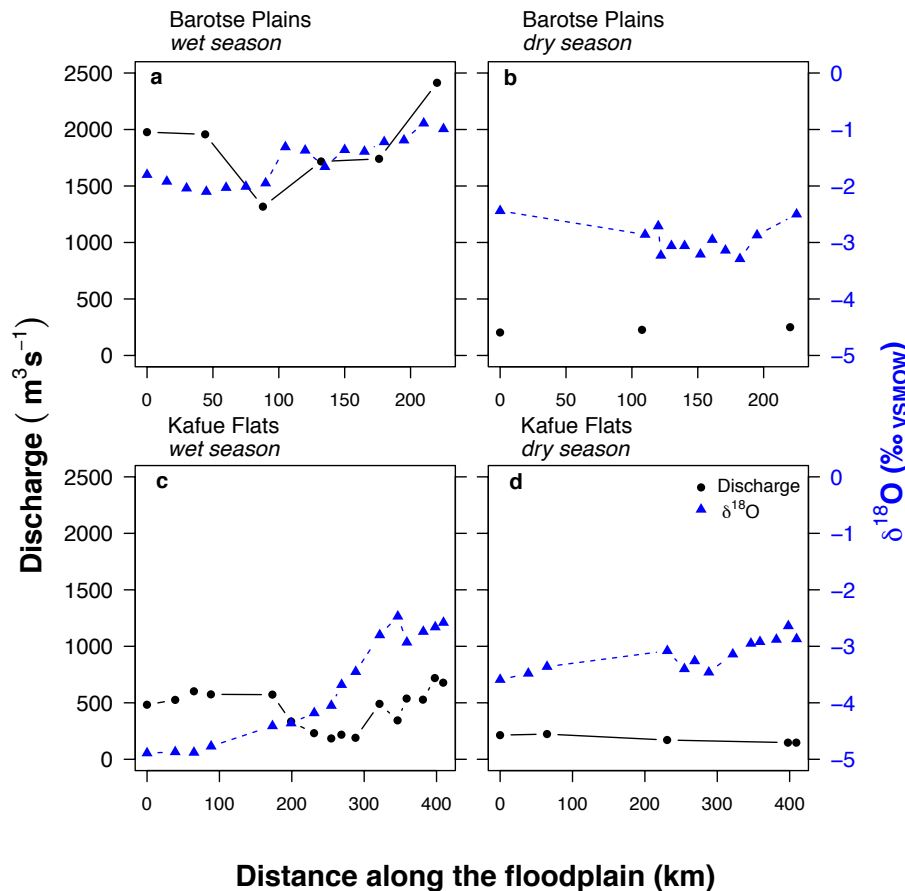 Barotse Plains
wet season
Barotse Plains
dry season
a
b
2500
2000
1500
1000
500
0
0
−1
−2
−3
−4
−5
0 50 100 150 200
0 50 100 150 200
Kafue Flats
wet season
Kafue Flats
dry season
c
d
Discharge
δ¹⁸O
2500
2000
1500
1000
500
0
0
−1
−2
−3
−4
−5
0 100 200 300 400
0 100 200 300 400
Discharge ( m³s⁻¹)
δ¹⁸O (‰ VSMOW)
Distance along the floodplain (km)